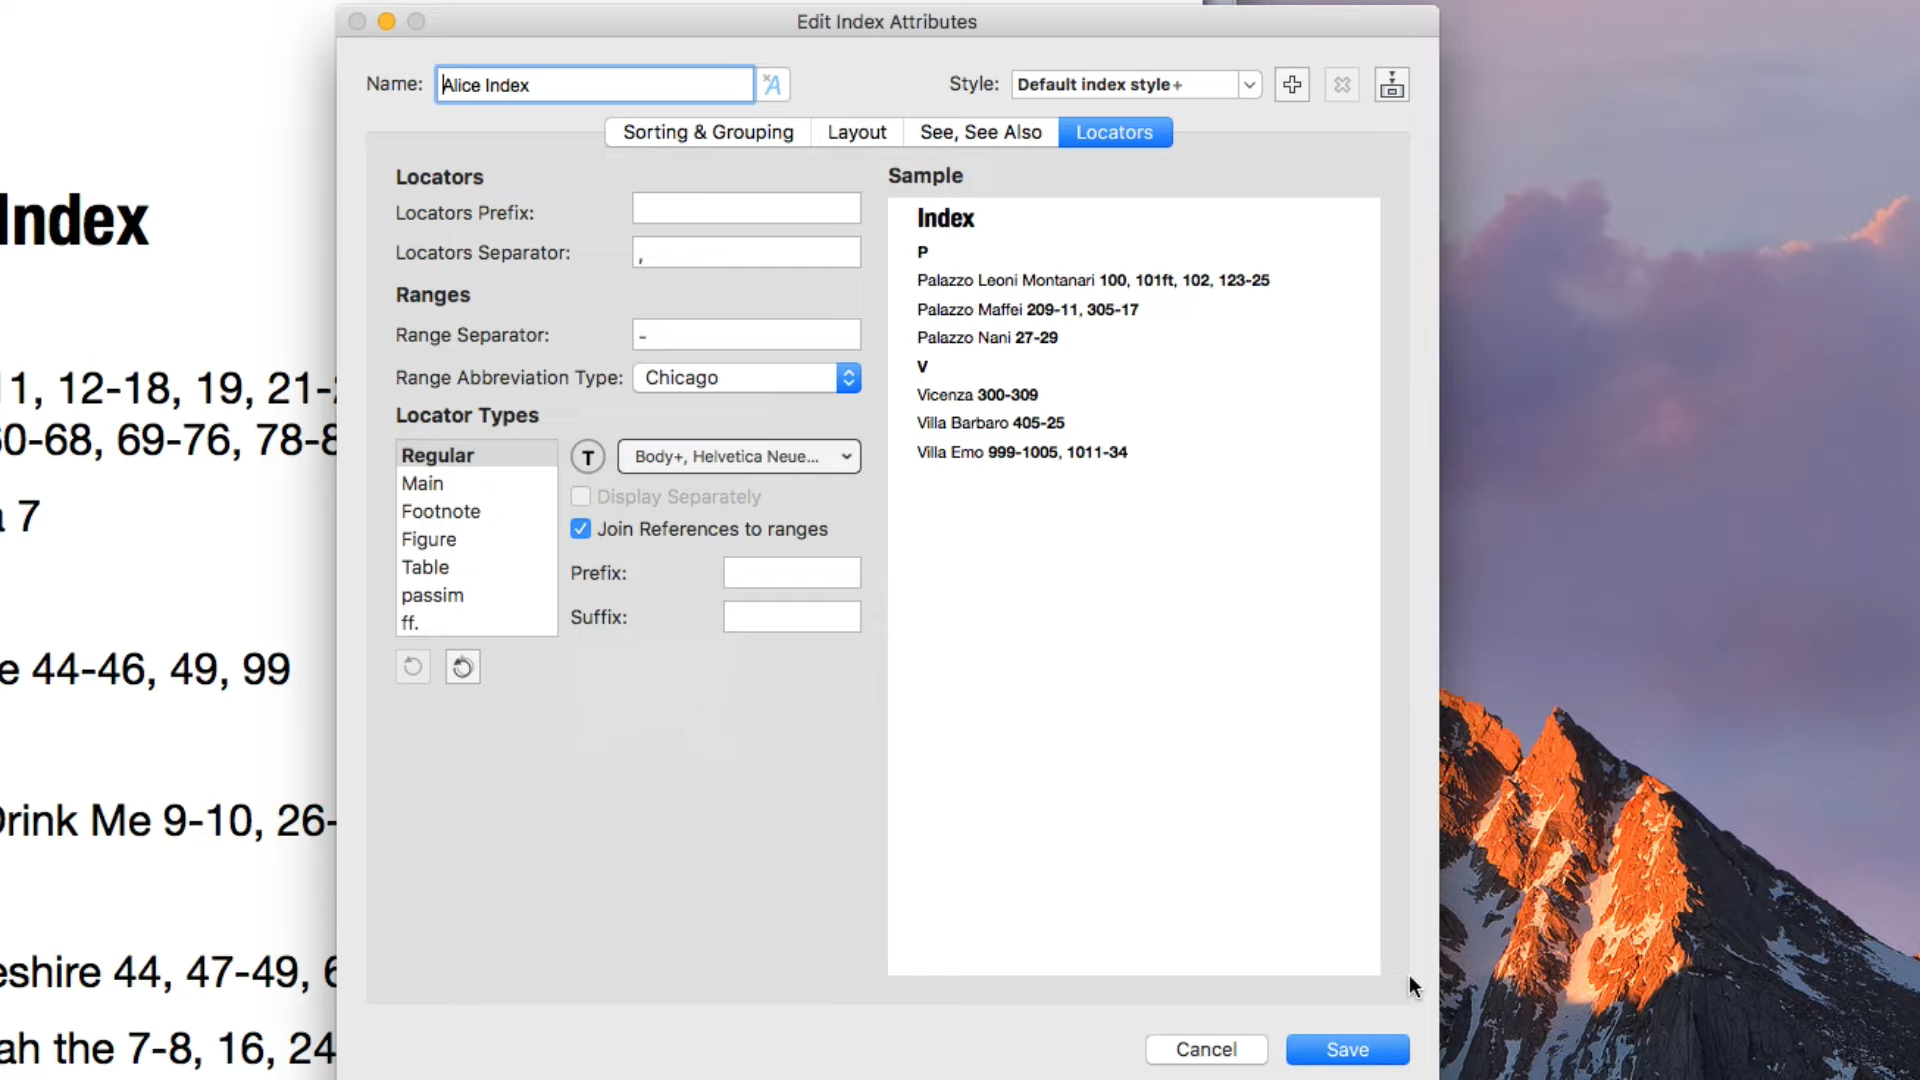 Edit Index Attributes
Name: Alice Index
Style: Default index style+
Sorting & Grouping Layout See, See Also Locators
Locators
Locators Prefix:
Locators Separator: ,
Ranges
Range Separator: -
Range Abbreviation Type: Chicago
Locator Types
Regular
Main
Footnote
Figure
Table
passim
ff.
T Body+, Helvetica Neue...
Display Separately
Join References to ranges
Prefix:
Suffix:
Sample
Index
P
Palazzo Leoni Montanari 100, 101ft, 102, 123-25
Palazzo Maffei 209-11, 305-17
Palazzo Nani 27-29
V
Vicenza 300-309
Villa Barbaro 405-25
Villa Emo 999-1005, 1011-34
Cancel Save
Index
11, 12-18, 19, 21-
60-68, 69-76, 78-8
7
e 44-46, 49, 99
Drink Me 9-10, 26-
eshire 44, 47-49, 6
ah the 7-8, 16, 24